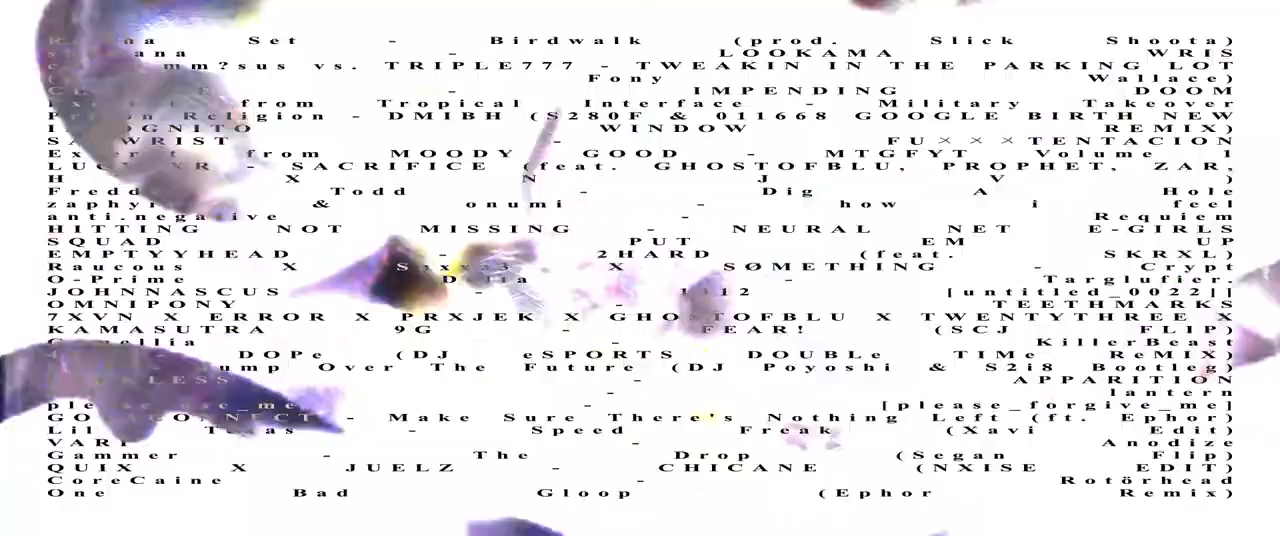 Set - Birdwalk (prod. Slick Shoota)
- LOOKAMA WRIS
mm?sus vs. TRIPLE777 - TWEAKIN IN THE PARKING LOT
Fony Wallace)
- IMPENDING DOOM
from Tropical Interface - Military Takeover
Religion - DMIBH (S280F & 011668 GOOGLE BIRTH NEW
WINDOW REMIX)
WRIST - FU×××TENTACION
from MOODY GOOD - MTGFYT Volume 1
- SACRIFICE (feat. GHOSTOFBLU, PROPHET, ZAR,
H X N J V )
Todd - Dig A Hole
& onumi - how i feel
anti.negative - Requiem
HITTING NOT MISSING - NEURAL NET E-GIRLS
SQUAD PUT EM UP
EMPTYYHEAD - 2HARD (feat. SKRXL)
Raucous X X SØMETHING - Crypt
O-Prime Delta - Targlufier.
JOHNNASCUS - [untitled_0022]]
OMNIPONY - TEETHMARKS
7XVN X ERROR X PRXJEK X GHOSTOFBLU X TWENTYTHREE X
KAMASUTRA 9G - FEAR! (SCJ FLIP)
- KillerBeast
DOPe (DJ eSPORTS DOUBLe TIMe ReMIX)
Over The Future (DJ Poyoshi & S2i8 Bootleg)
- APPARITION
- lantern
please_use_me - [please_forgive_me]
- Make Sure There's Nothing Left (ft. Ephor)
Lil Texas - Speed Freak (Xavi Edit)
VARI - Anodize
Gammer - The Drop (Segan Flip)
QUIX X JUELZ - CHICANE (NXISE EDIT)
CoreCaine - Rotörhead
One Bad Gloop (Ephor Remix)